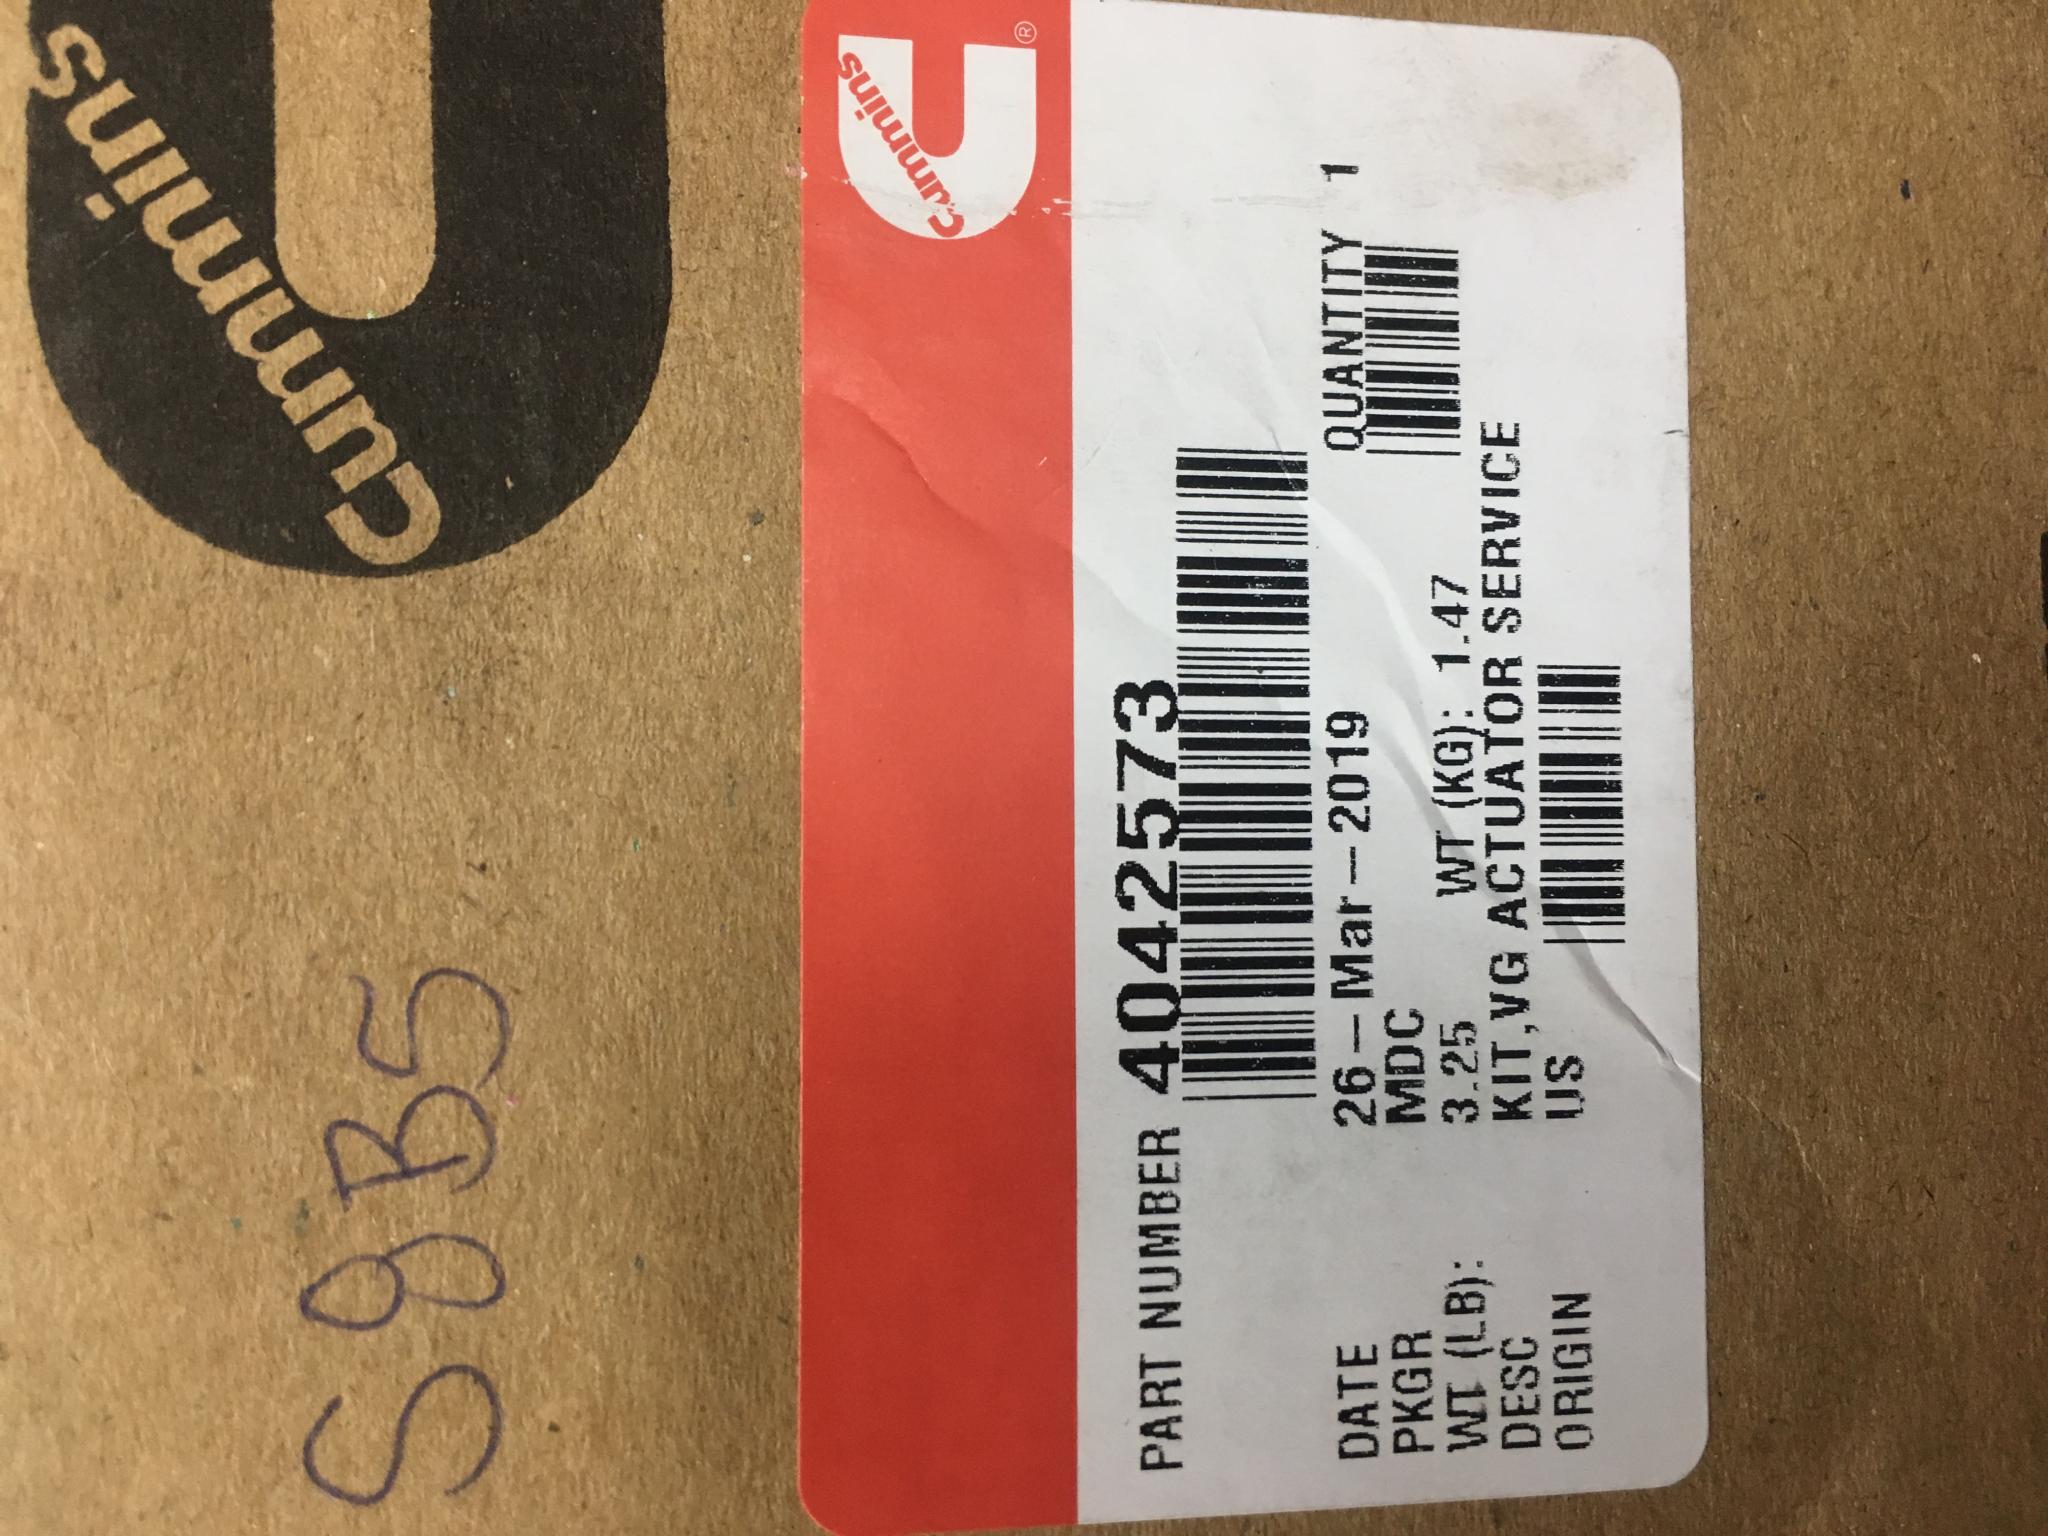 Cummins
S8B5
Cummins®
PART NUMBER 4042573
DATE 26-Mar-2019 QUANTITY 1
PKGR MDC
WT (LB): 3.25 WT (KG): 1.47
DESC KIT,VG ACTUATOR SERVICE
ORIGIN US